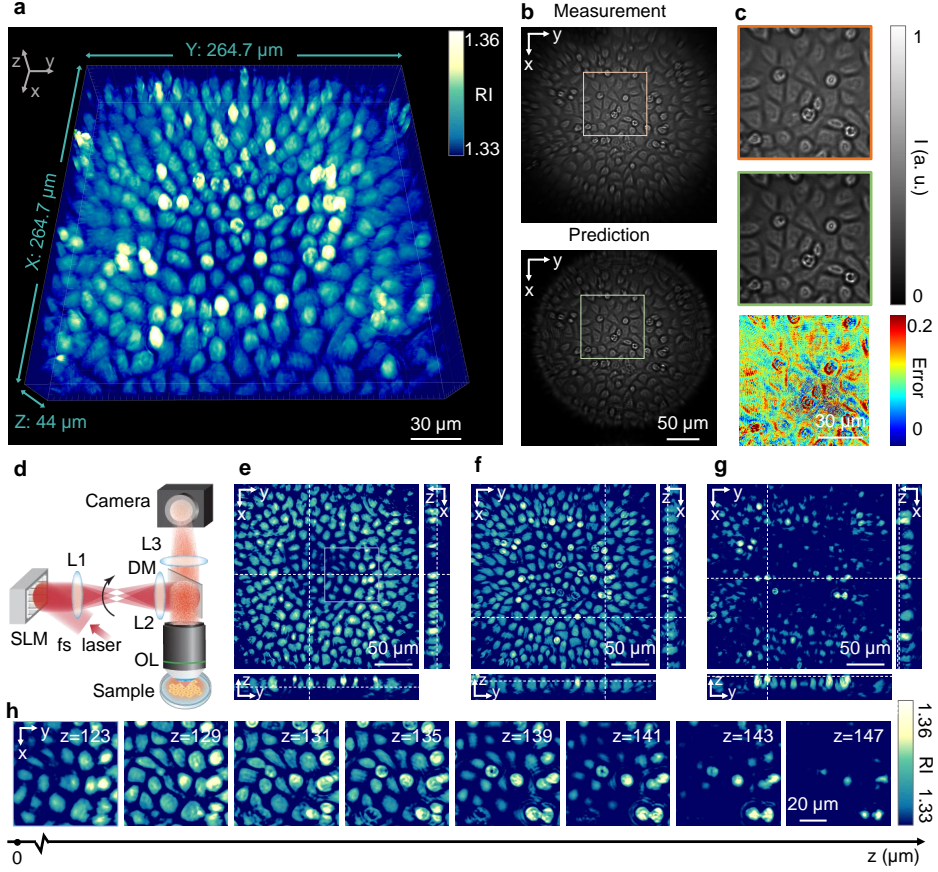 a
z
y
x
Y: 264.7 µm
X: 264.7 µm
Z: 44 µm
1.36
RI
1.33
30 µm
b
Measurement
y
x
Prediction
y
x
50 µm
c
1
I (a. u.)
0
0.2
Error
0
30 µm
d
Camera
L3
L1
DM
SLM
L2
fs laser
OL
Sample
e
y
x
z
x
50 µm
z
y
f
y
x
z
x
50 µm
z
y
g
y
x
z
x
50 µm
z
y
h
y
x
z=123
z=129
z=131
z=135
z=139
z=141
z=143
z=147
20 µm
1.36
RI
1.33
0
z (µm)